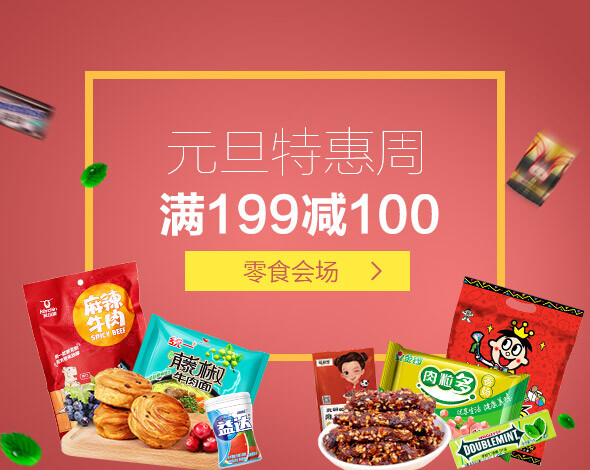 元旦特惠周
满199减100
零食会场
麻辣
牛肉
SPICY BEEF
统一
藤椒
牛肉面
益达
肉粒多
DOUBLEMINT